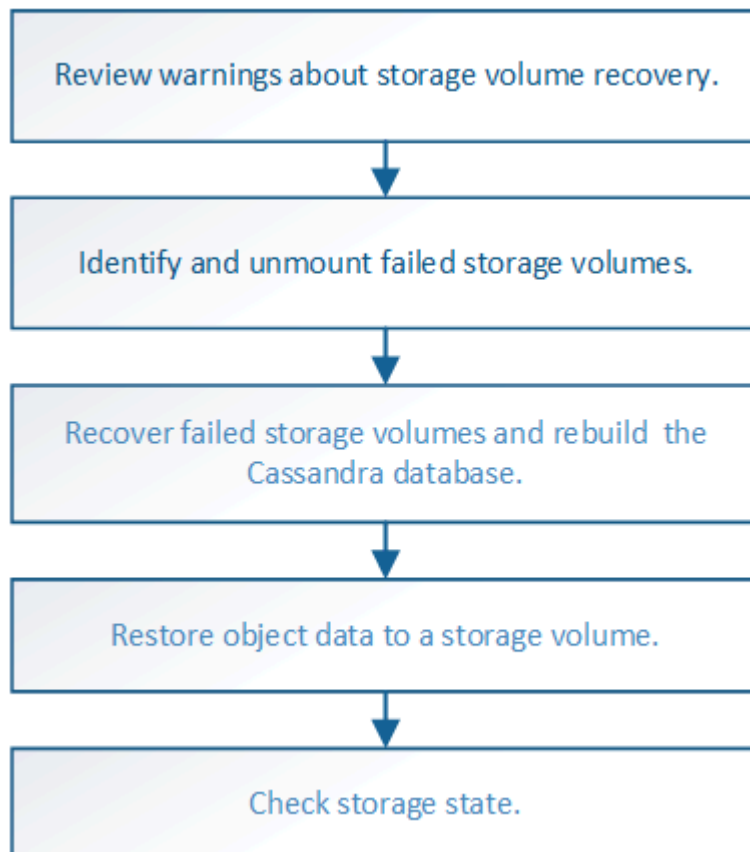 Review warnings about storage volume recovery.
Identify and unmount failed storage volumes.
Recover failed storage volumes and rebuild the
Cassandra database.
Restore object data to a storage volume.
Check storage state.